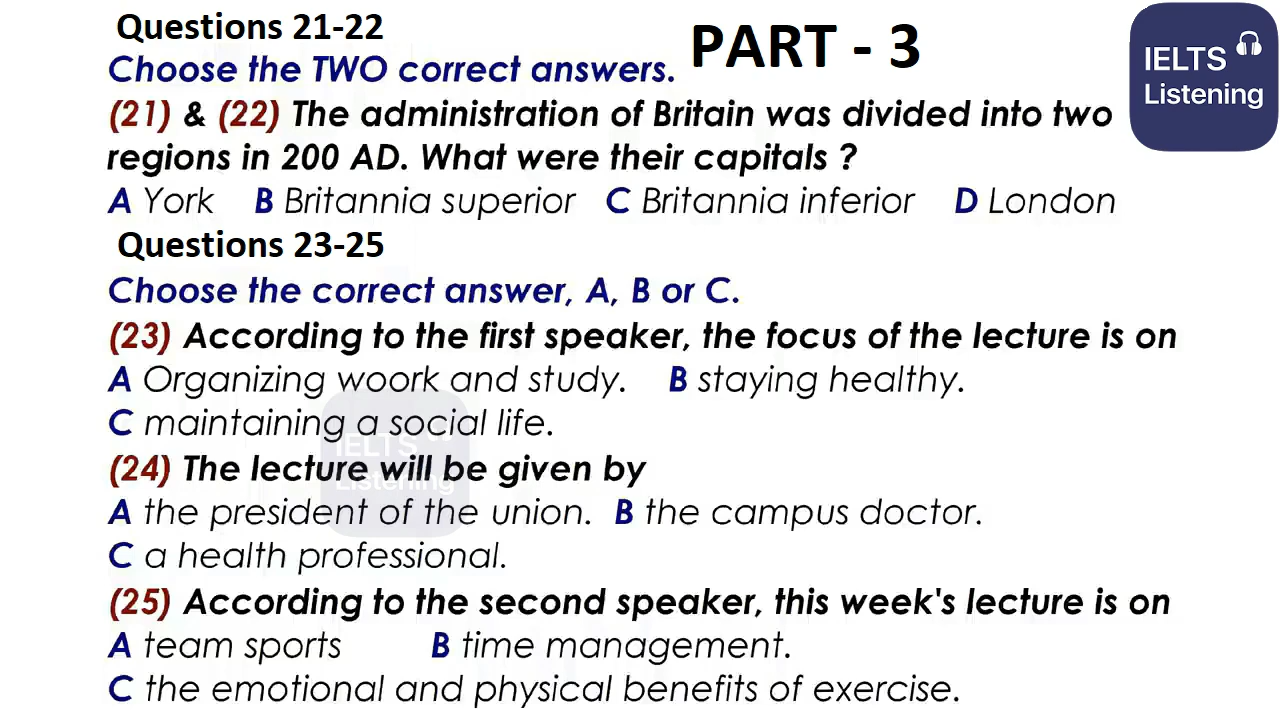 Questions 21-22
PART - 3
IELTS
Listening
Choose the TWO correct answers.
(21) & (22) The administration of Britain was divided into two
regions in 200 AD. What were their capitals ?
A York B Britannia superior C Britannia inferior D London
Questions 23-25
Choose the correct answer, A, B or C.
(23) According to the first speaker, the focus of the lecture is on
A Organizing woork and study. B staying healthy.
C maintaining a social life.
IELTS
(24) The lecture will be given by
Listening
A the president of the union. B the campus doctor.
C a health professional.
(25) According to the second speaker, this week's lecture is on
A team sports B time management.
C the emotional and physical benefits of exercise.